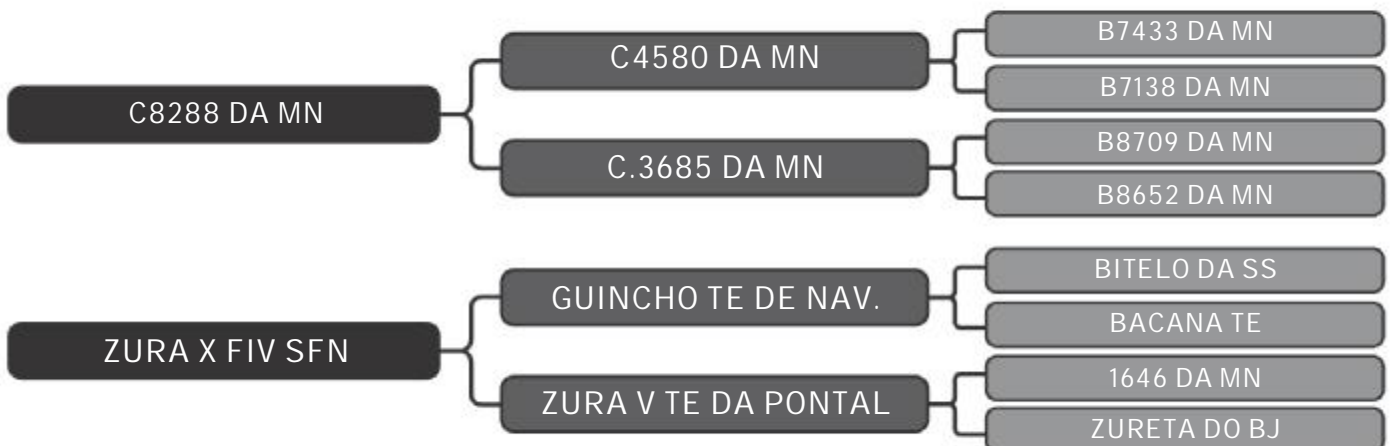 C8288 DA MN
C4580 DA MN
B7433 DA MN
B7138 DA MN
C.3685 DA MN
B8709 DA MN
B8652 DA MN
ZURA X FIV SFN
GUINCHO TE DE NAV.
BITELO DA SS
BACANA TE
ZURA V TE DA PONTAL
1646 DA MN
ZURETA DO BJ